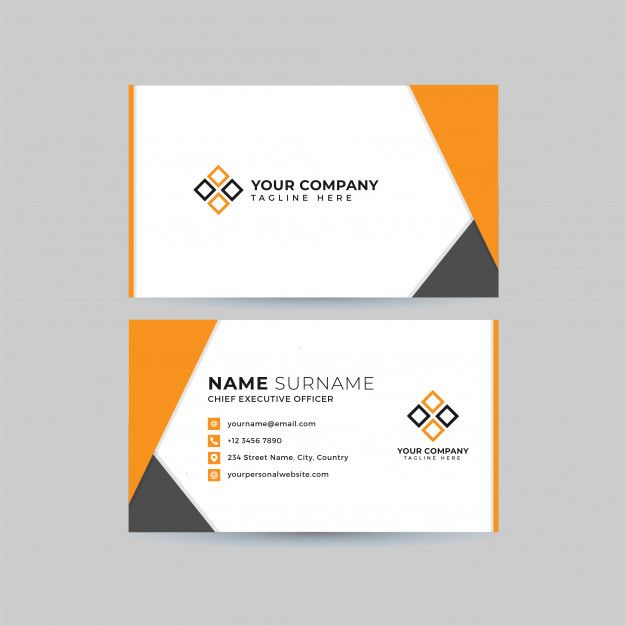 YOUR COMPANY
TAGLINE HERE
NAME SURNAME
CHIEF EXECUTIVE OFFICER
yourname@email.com
+12 3456 7890
234 Street Name, City, Country
yourpersonalwebsite.com
YOUR COMPANY
TAGLINE HERE